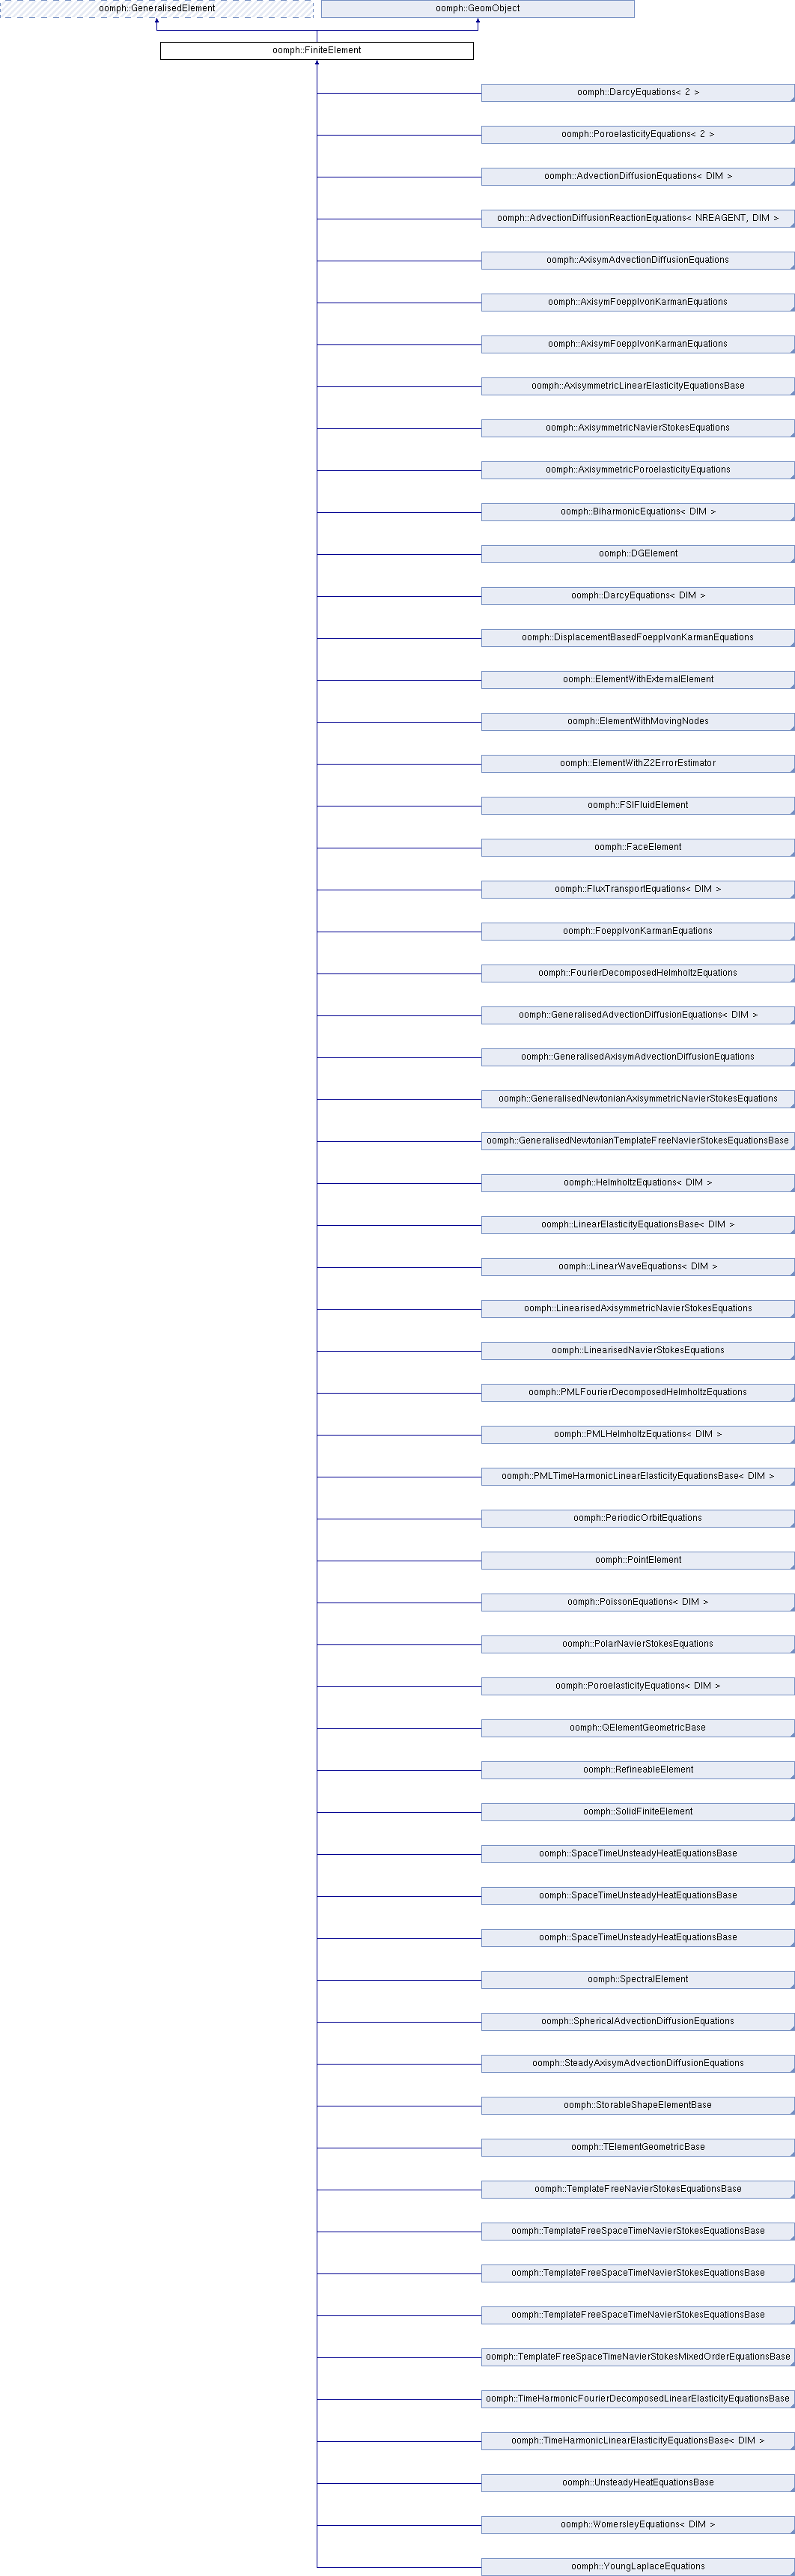 oomph::GeneralisedElement
oomph::GeomObject
oomph::FiniteElement
oomph::DarcyEquations< 2 >
oomph::PoroelasticityEquations< 2 >
oomph::AdvectionDiffusionEquations< DIM >
oomph::AdvectionDiffusionReactionEquations< NREAGENT, DIM >
oomph::AxisymAdvectionDiffusionEquations
oomph::AxisymFoepplvonKarmanEquations
oomph::AxisymFoepplvonKarmanEquations
oomph::AxisymmetricLinearElasticityEquationsBase
oomph::AxisymmetricNavierStokesEquations
oomph::AxisymmetricPoroelasticityEquations
oomph::BiharmonicEquations< DIM >
oomph::DGElement
oomph::DarcyEquations< DIM >
oomph::DisplacementBasedFoepplvonKarmanEquations
oomph::ElementWithExternalElement
oomph::ElementWithMovingNodes
oomph::ElementWithZ2ErrorEstimator
oomph::FSIFluidElement
oomph::FaceElement
oomph::FluxTransportEquations< DIM >
oomph::FoepplvonKarmanEquations
oomph::FourierDecomposedHelmholtzEquations
oomph::GeneralisedAdvectionDiffusionEquations< DIM >
oomph::GeneralisedAxisymAdvectionDiffusionEquations
oomph::GeneralisedNewtonianAxisymmetricNavierStokesEquations
oomph::GeneralisedNewtonianTemplateFreeNavierStokesEquationsBase
oomph::HelmholtzEquations< DIM >
oomph::LinearElasticityEquationsBase< DIM >
oomph::LinearWaveEquations< DIM >
oomph::LinearisedAxisymmetricNavierStokesEquations
oomph::LinearisedNavierStokesEquations
oomph::PMLFourierDecomposedHelmholtzEquations
oomph::PMLHelmholtzEquations< DIM >
oomph::PMLTimeHarmonicLinearElasticityEquationsBase< DIM >
oomph::PeriodicOrbitEquations
oomph::PointElement
oomph::PoissonEquations< DIM >
oomph::PolarNavierStokesEquations
oomph::PoroelasticityEquations< DIM >
oomph::QElementGeometricBase
oomph::RefineableElement
oomph::SolidFiniteElement
oomph::SpaceTimeUnsteadyHeatEquationsBase
oomph::SpaceTimeUnsteadyHeatEquationsBase
oomph::SpaceTimeUnsteadyHeatEquationsBase
oomph::SpectralElement
oomph::SphericalAdvectionDiffusionEquations
oomph::SteadyAxisymAdvectionDiffusionEquations
oomph::StorableShapeElementBase
oomph::TElementGeometricBase
oomph::TemplateFreeNavierStokesEquationsBase
oomph::TemplateFreeSpaceTimeNavierStokesEquationsBase
oomph::TemplateFreeSpaceTimeNavierStokesEquationsBase
oomph::TemplateFreeSpaceTimeNavierStokesEquationsBase
oomph::TemplateFreeSpaceTimeNavierStokesMixedOrderEquationsBase
oomph::TimeHarmonicFourierDecomposedLinearElasticityEquationsBase
oomph::TimeHarmonicLinearElasticityEquationsBase< DIM >
oomph::UnsteadyHeatEquationsBase
oomph::WomersleyEquations< DIM >
oomph::YoungLaplaceEquations